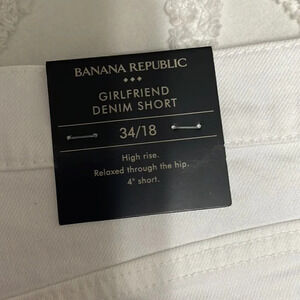 BANANA REPUBLIC
GIRLFRIEND
DENIM SHORT
34/18
High rise.
Relaxed through the hip.
4" short.